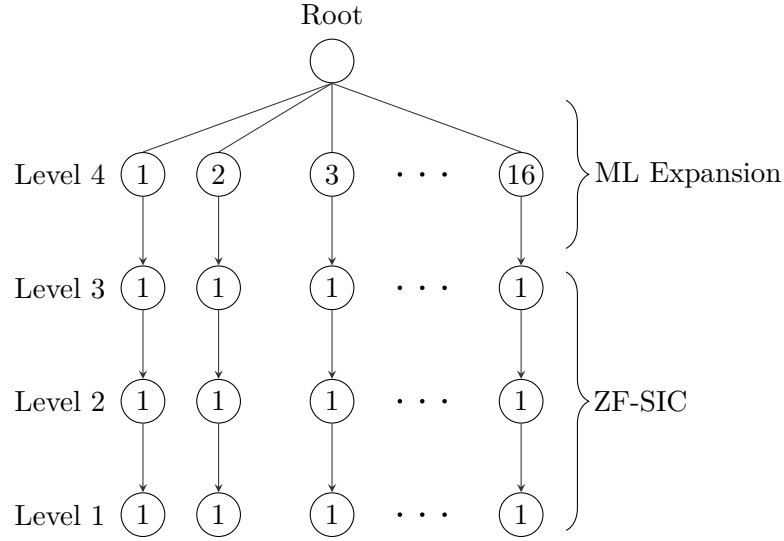 Root
Level 4 1 2 3 · · · 16 ML Expansion
Level 3 1 1 1 · · · 1
Level 2 1 1 1 · · · 1 ZF-SIC
Level 1 1 1 1 · · · 1